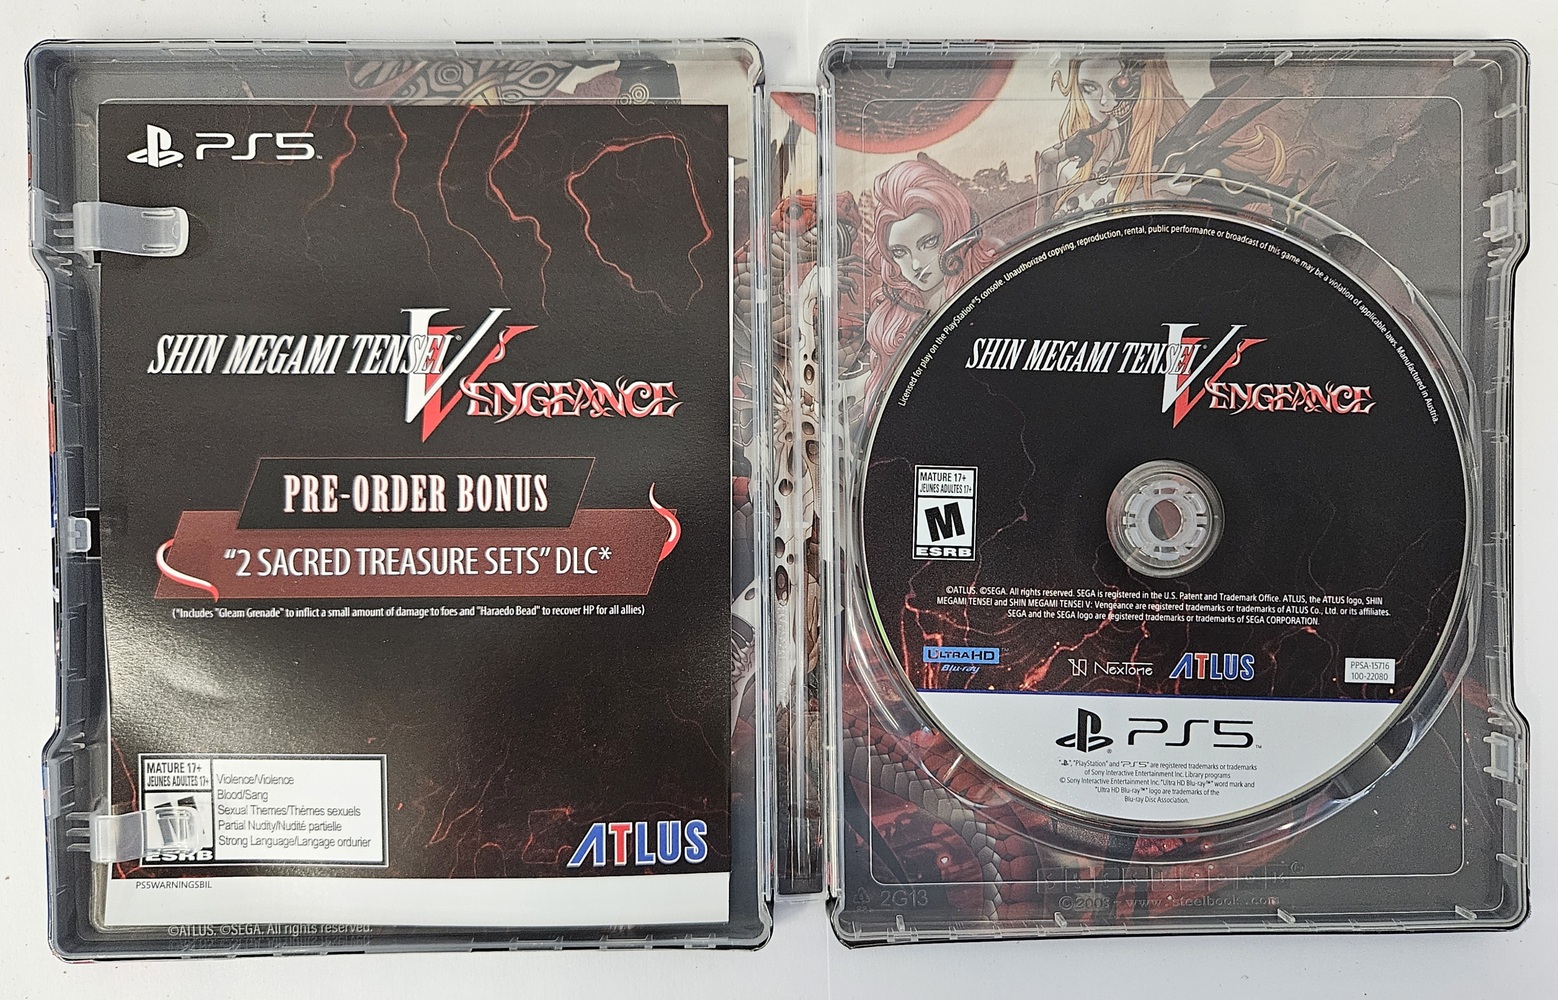 PS5™
SHIN MEGAMI TENSEI V
VENGEANCE
PRE-ORDER BONUS
"2 SACRED TREASURE SETS" DLC*
(*Includes "Gleam Grenade" to inflict a small amount of damage to foes and "Haraedo Bead" to recover HP for all allies)
MATURE 17+
JEUNES ADULTES 17+
ESRB
Violence/Violence
Blood/Sang
Sexual Themes/Thèmes sexuels
Partial Nudity/Nudité partielle
Strong Language/Langage ordurier
ATLUS
PS5WARNINGSBIL
©ATLUS. ©SEGA. All rights reserved.
Licensed for play on the PlayStation®5 console. Unauthorized copying, reproduction, rental, public performance or broadcast of this game may be a violation of applicable laws. Manufactured in Austria.
SHIN MEGAMI TENSEI V
VENGEANCE
MATURE 17+
JEUNES ADULTES 17+
M
ESRB
©ATLUS. ©SEGA. All rights reserved. SEGA is registered in the U.S. Patent and Trademark Office. ATLUS, the ATLUS logo, SHIN
MEGAMI TENSEI and SHIN MEGAMI TENSEI V: Vengeance are registered trademarks or trademarks of ATLUS Co., Ltd. or its affiliates.
SEGA and the SEGA logo are registered trademarks or trademarks of SEGA CORPORATION.
ULTRA HD
Blu-ray
NexTone
ATLUS
PPSA-15716
100-22080
PS5™
"PlayStation" and "PS5" are registered trademarks or trademarks
of Sony Interactive Entertainment Inc. Library programs
© Sony Interactive Entertainment Inc. "Ultra HD Blu-ray™" word mark and
"Ultra HD Blu-ray™" logo are trademarks of the
Blu-ray Disc Association.
2G13
©2003 - www.steelbook.com